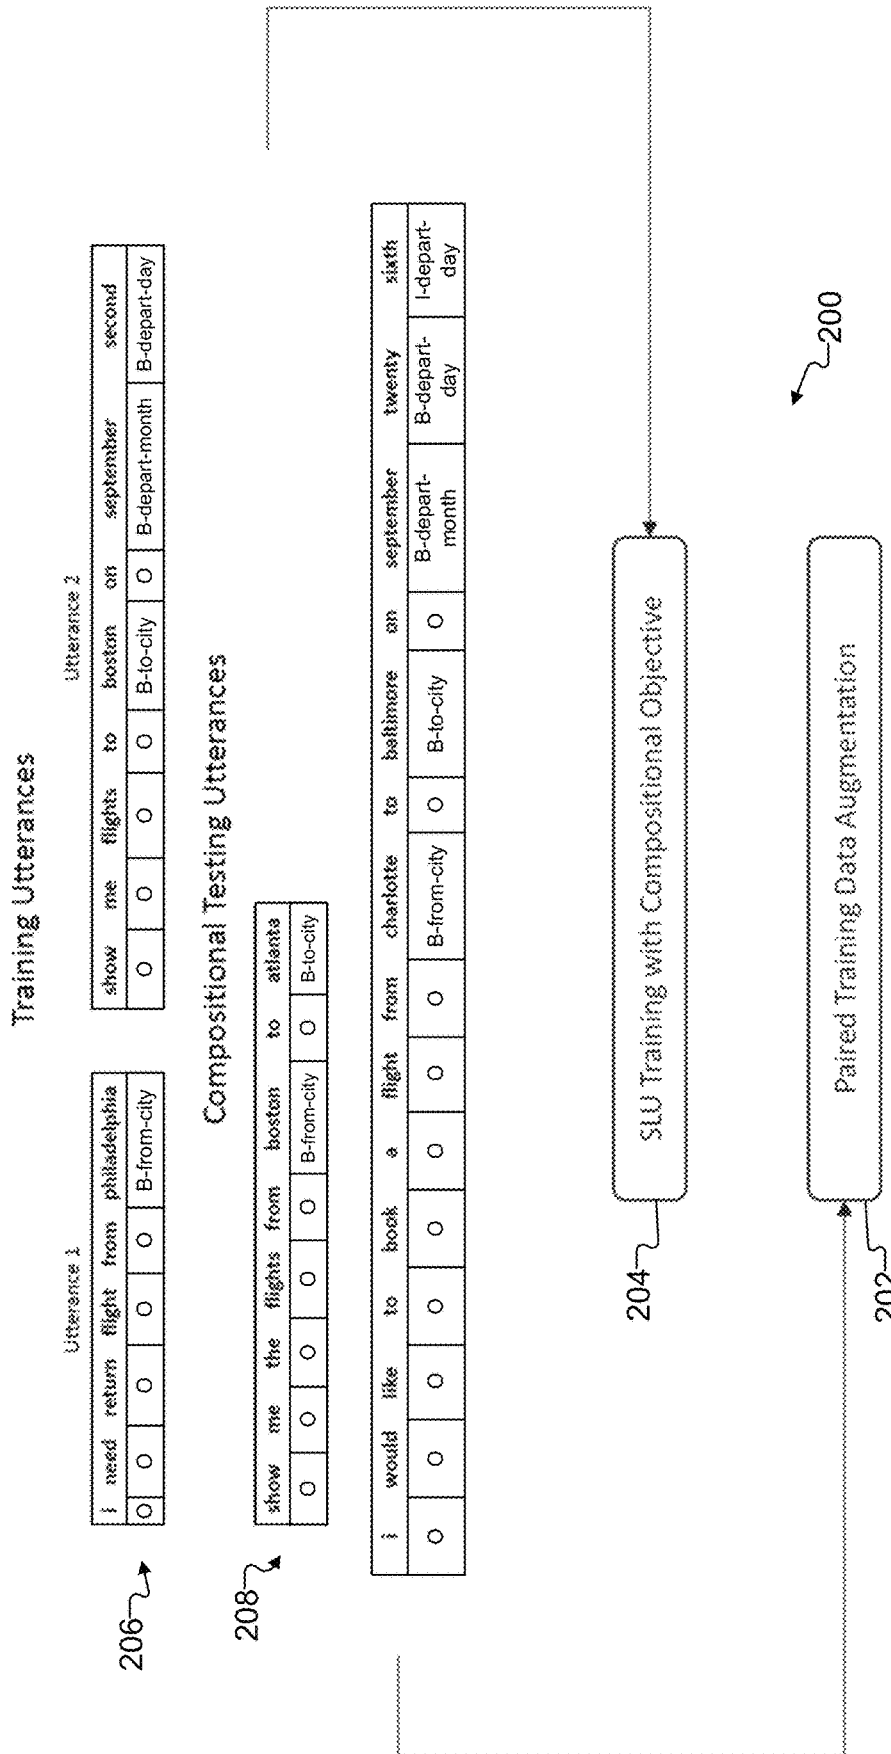 Training Utterances
Utterance 1
i need return flight from philadelphia
O O O O O B-from-city
Utterance 2
show me flights to boston on september second
O O O O B-to-city O B-depart-month B-depart-day
206
Compositional Testing Utterances
show me the flights from boston to atlanta
O O O O O B-from-city O B-to-city
208
i would like to book a flight from charlotte to baltimore on september twenty sixth
O O O O O O O O B-from-city O B-to-city O B-depart-month B-depart-day I-depart-day
SLU Training with Compositional Objective
204
Paired Training Data Augmentation
202
200